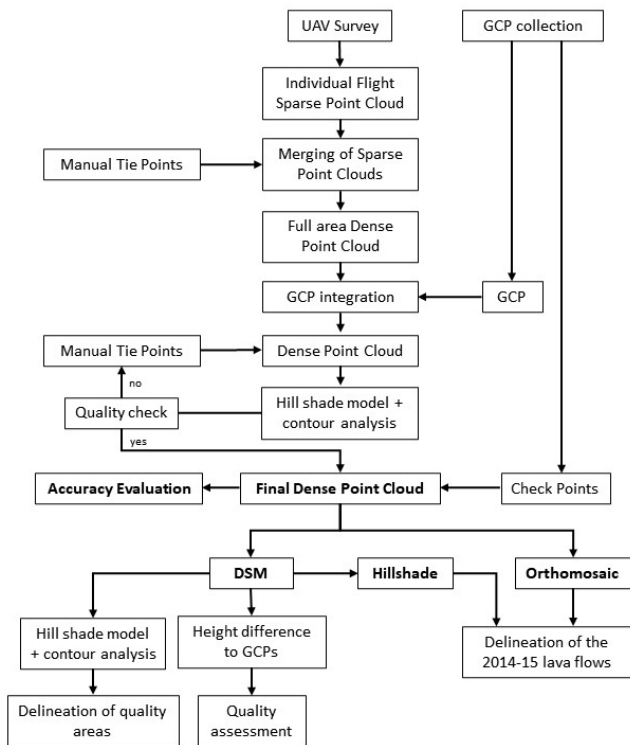 UAV Survey
GCP collection
Individual Flight
Sparse Point Cloud
Manual Tie Points
Merging of Sparse
Point Clouds
Full area Dense
Point Cloud
GCP integration
GCP
Manual Tie Points
Dense Point Cloud
no
Quality check
Hill shade model +
contour analysis
yes
Accuracy Evaluation
Final Dense Point Cloud
Check Points
DSM
Hillshade
Orthomosaic
Hill shade model
+ contour analysis
Height difference
to GCPs
Delineation of the
2014-15 lava flows
Delineation of quality
areas
Quality
assessment